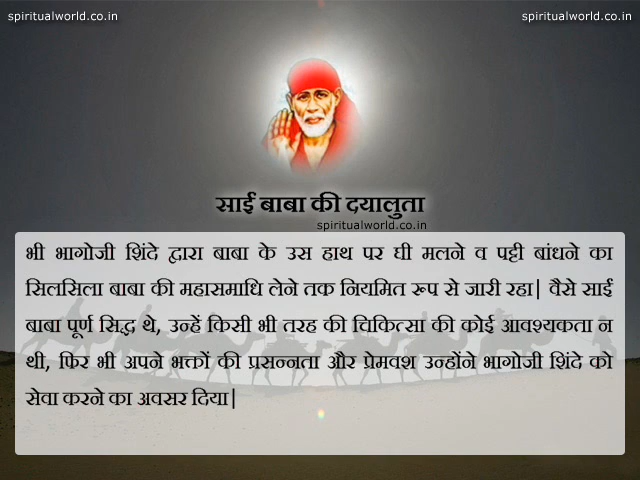 spiritualworld.co.in spiritualworld.co.in
साईं बाबा की दयालुता
spiritualworld.co.in
भी भागोजी शिंदे द्वारा बाबा के उस हाथ पर घी मलने व पट्टी बांधने का
सिलसिला बाबा की महासमाधि लेने तक नियमित रूप से जारी रहा| वैसे साईं
बाबा पूर्ण सिद्ध थे, उन्हें किसी भी तरह की चिकित्सा की कोई आवश्यकता न
थी, फिर भी अपने भक्तों की प्रसन्नता और प्रेमवश उन्होंने भागोजी शिंदे को
सेवा करने का अवसर दिया|